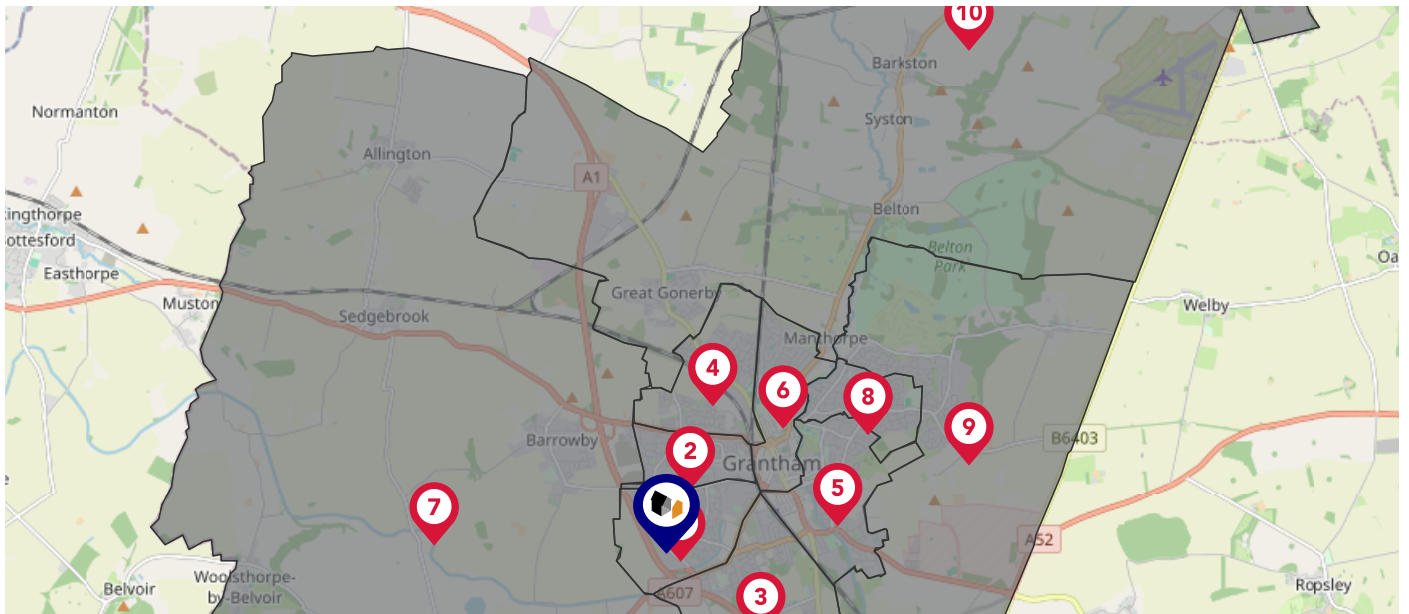 10
Barkston
Normanton
Syston
Allington
A1
Belton
ingthorpe
ottesford
Belton
Park
Oa
Easthorpe
Muston
Great Gonerby
Welby
Sedgebrook
Manthorpe
4
6
8
9
B6403
Barrowby
2
Grantham
5
7
A52
Woolsthorpe-
by-Belvoir
Belvoir
A607
3
Ropsley